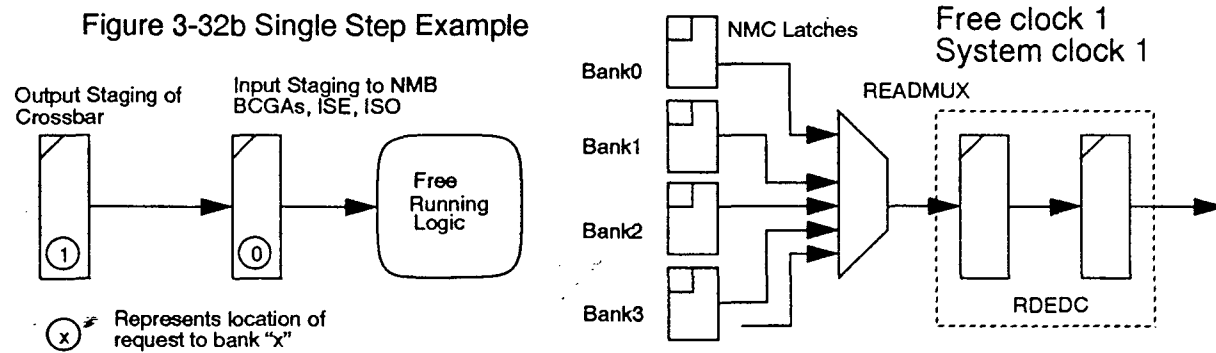 Figure 3-32b Single Step Example
Output Staging of
Crossbar
Input Staging to NMB
BCGAs, ISE, ISO
1
0
Free
Running
Logic
x
Represents location of
request to bank "x"
NMC Latches
Bank0
Bank1
Bank2
Bank3
READMUX
Free clock 1
System clock 1
RDEDC